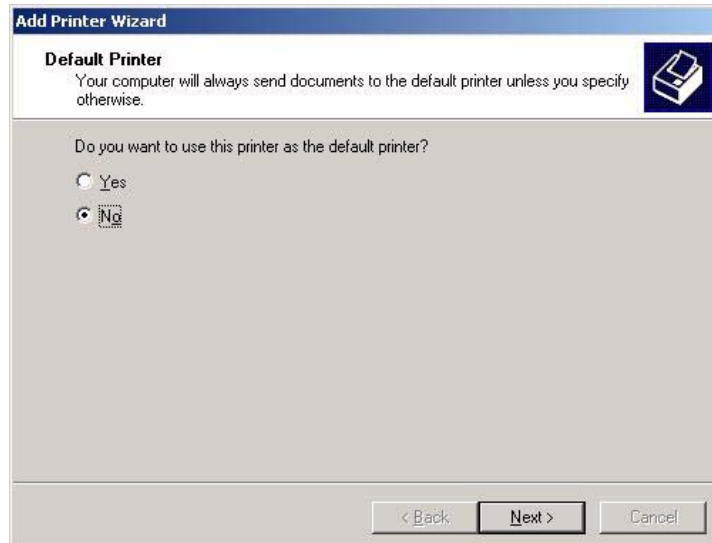 Add Printer Wizard
Default Printer
Your computer will always send documents to the default printer unless you specify
otherwise.
Do you want to use this printer as the default printer?
Yes
No
< Back
Next >
Cancel